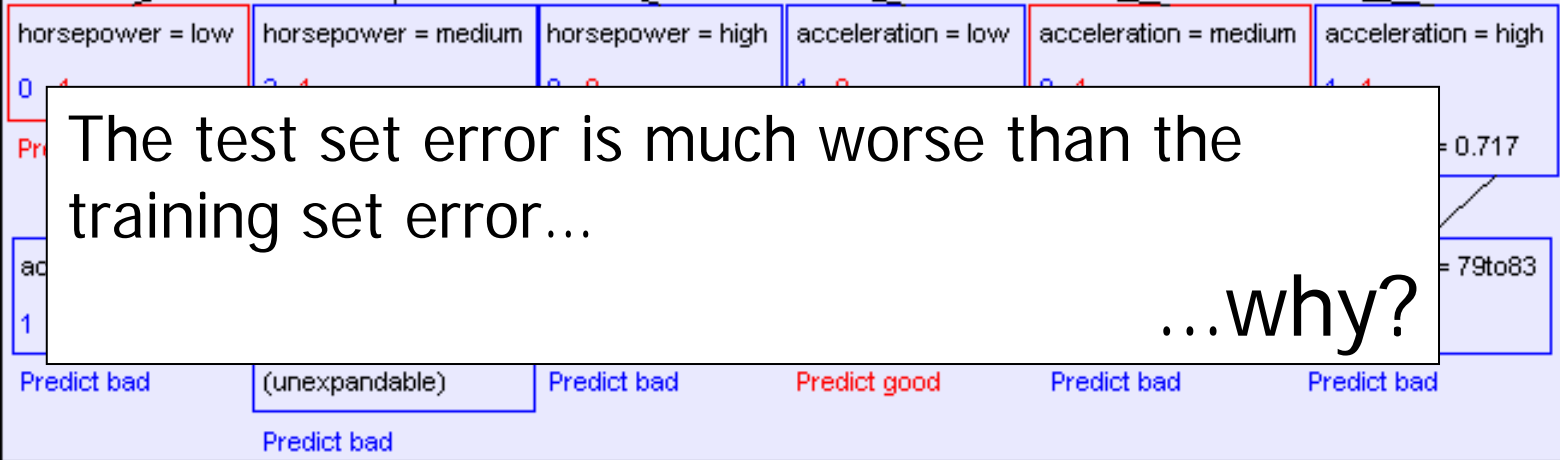 horsepower = low horsepower = medium horsepower = high acceleration = low acceleration = medium acceleration = high
0
The test set error is much worse than the
= 0.717
training set error...
= 79to83
1
...why?
Predict bad (unexpandable) Predict bad Predict good Predict bad Predict bad
Predict bad